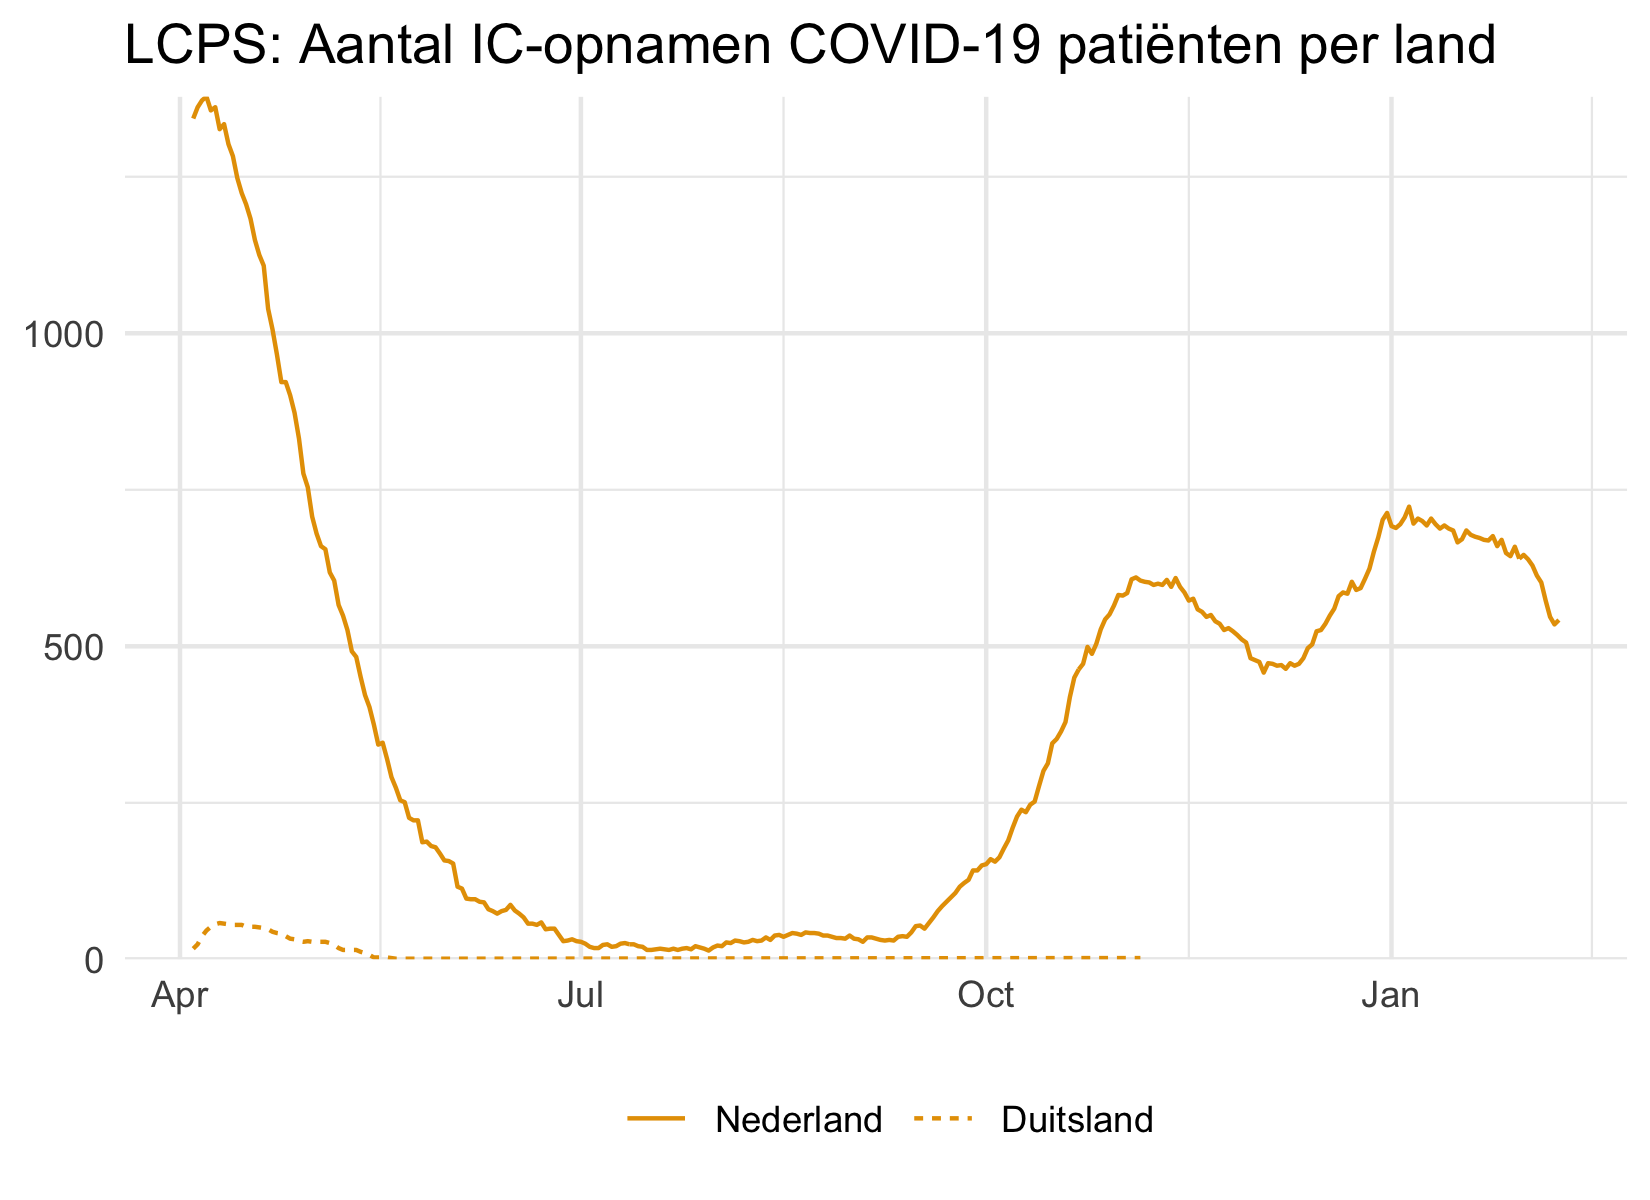 LCPS: Aantal IC-opnamen COVID-19 patiënten per land
1000
500
0
Apr Jul Oct Jan
Nederland Duitsland